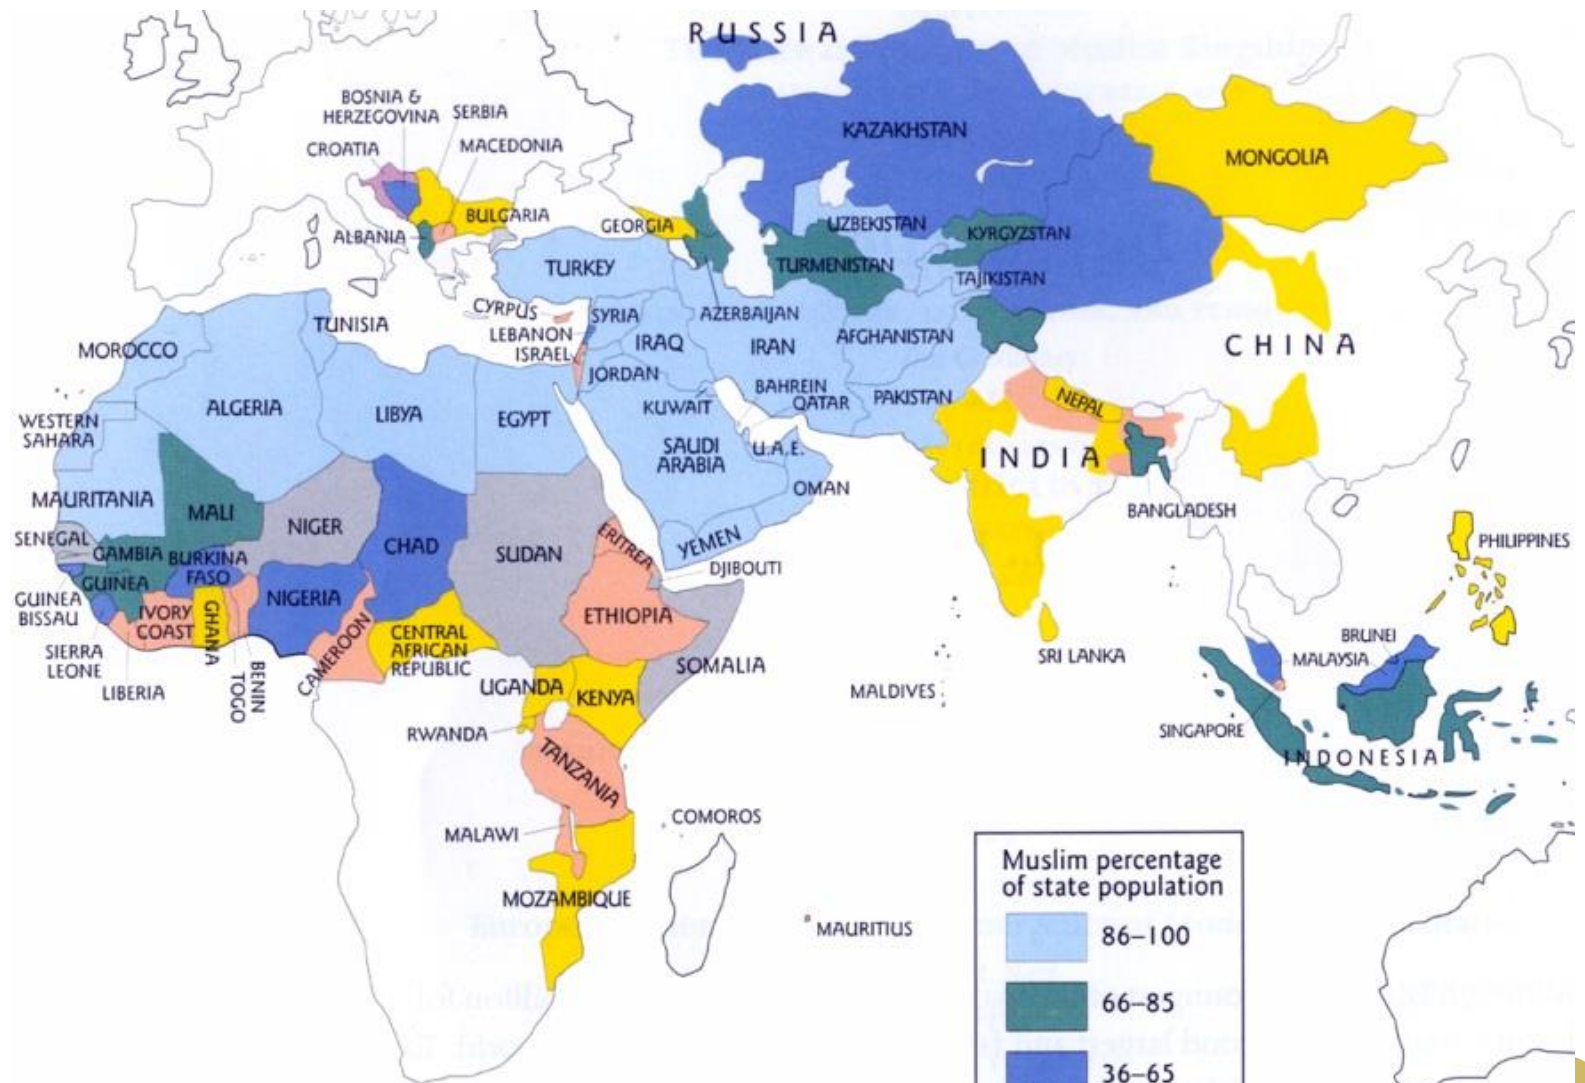 RUSSIA
BOSNIA &
HERZEGOVINA
SERBIA
CROATIA
MACEDONIA
KAZAKHSTAN
MONGOLIA
BULGARIA
ALBANIA
GEORGIA
UZBEKISTAN
KYRGYZSTAN
TURKEY
TURMENISTAN
TAJIKISTAN
CYRPUS
SYRIA
AZERBAIJAN
TUNISIA
LEBANON
ISRAEL
IRAQ
IRAN
AFGHANISTAN
CHINA
MOROCCO
JORDAN
BAHREIN
PAKISTAN
NEPAL
ALGERIA
LIBYA
EGYPT
KUWAIT
QATAR
WESTERN
SAHARA
SAUDI
ARABIA
U.A.E.
INDIA
OMAN
MAURITANIA
MALI
NIGER
BANGLADESH
SENEGAL
GAMBIA
BURKINA
FASO
CHAD
SUDAN
ERITREA
YEMEN
DJIBOUTI
PHILIPPINES
GUINEA
GUINEA
BISSAU
IVORY
COAST
GHANA
NIGERIA
ETHIOPIA
CENTRAL
AFRICAN
REPUBLIC
CAMEROON
SIERRA
LEONE
LIBERIA
TOGO
BENIN
SOMALIA
SRI LANKA
BRUNEI
MALAYSIA
UGANDA
KENYA
MALDIVES
RWANDA
SINGAPORE
INDONESIA
TANZANIA
MALAWI
COMOROS
MOZAMBIQUE
MAURITIUS
Muslim percentage
of state population
86–100
66–85
36–65